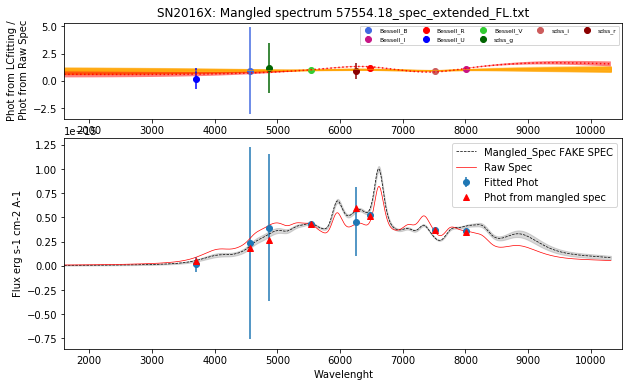 SN2016X: Mangled spectrum 57554.18_spec_extended_FL.txt
Phot from LCfitting /
Phot from Raw Spec
5.0
2.5
0.0
−2.5
Bessell_B Bessell_R Bessell_V sdss_i sdss_r
Bessell_I Bessell_U sdss_g
2000 3000 4000 5000 6000 7000 8000 9000 10000
1e−15
Flux erg s-1 cm-2 A-1
1.25
1.00
0.75
0.50
0.25
0.00
−0.25
−0.50
−0.75
Mangled_Spec FAKE SPEC
Raw Spec
Fitted Phot
Phot from mangled spec
2000 3000 4000 5000 6000 7000 8000 9000 10000
Wavelenght